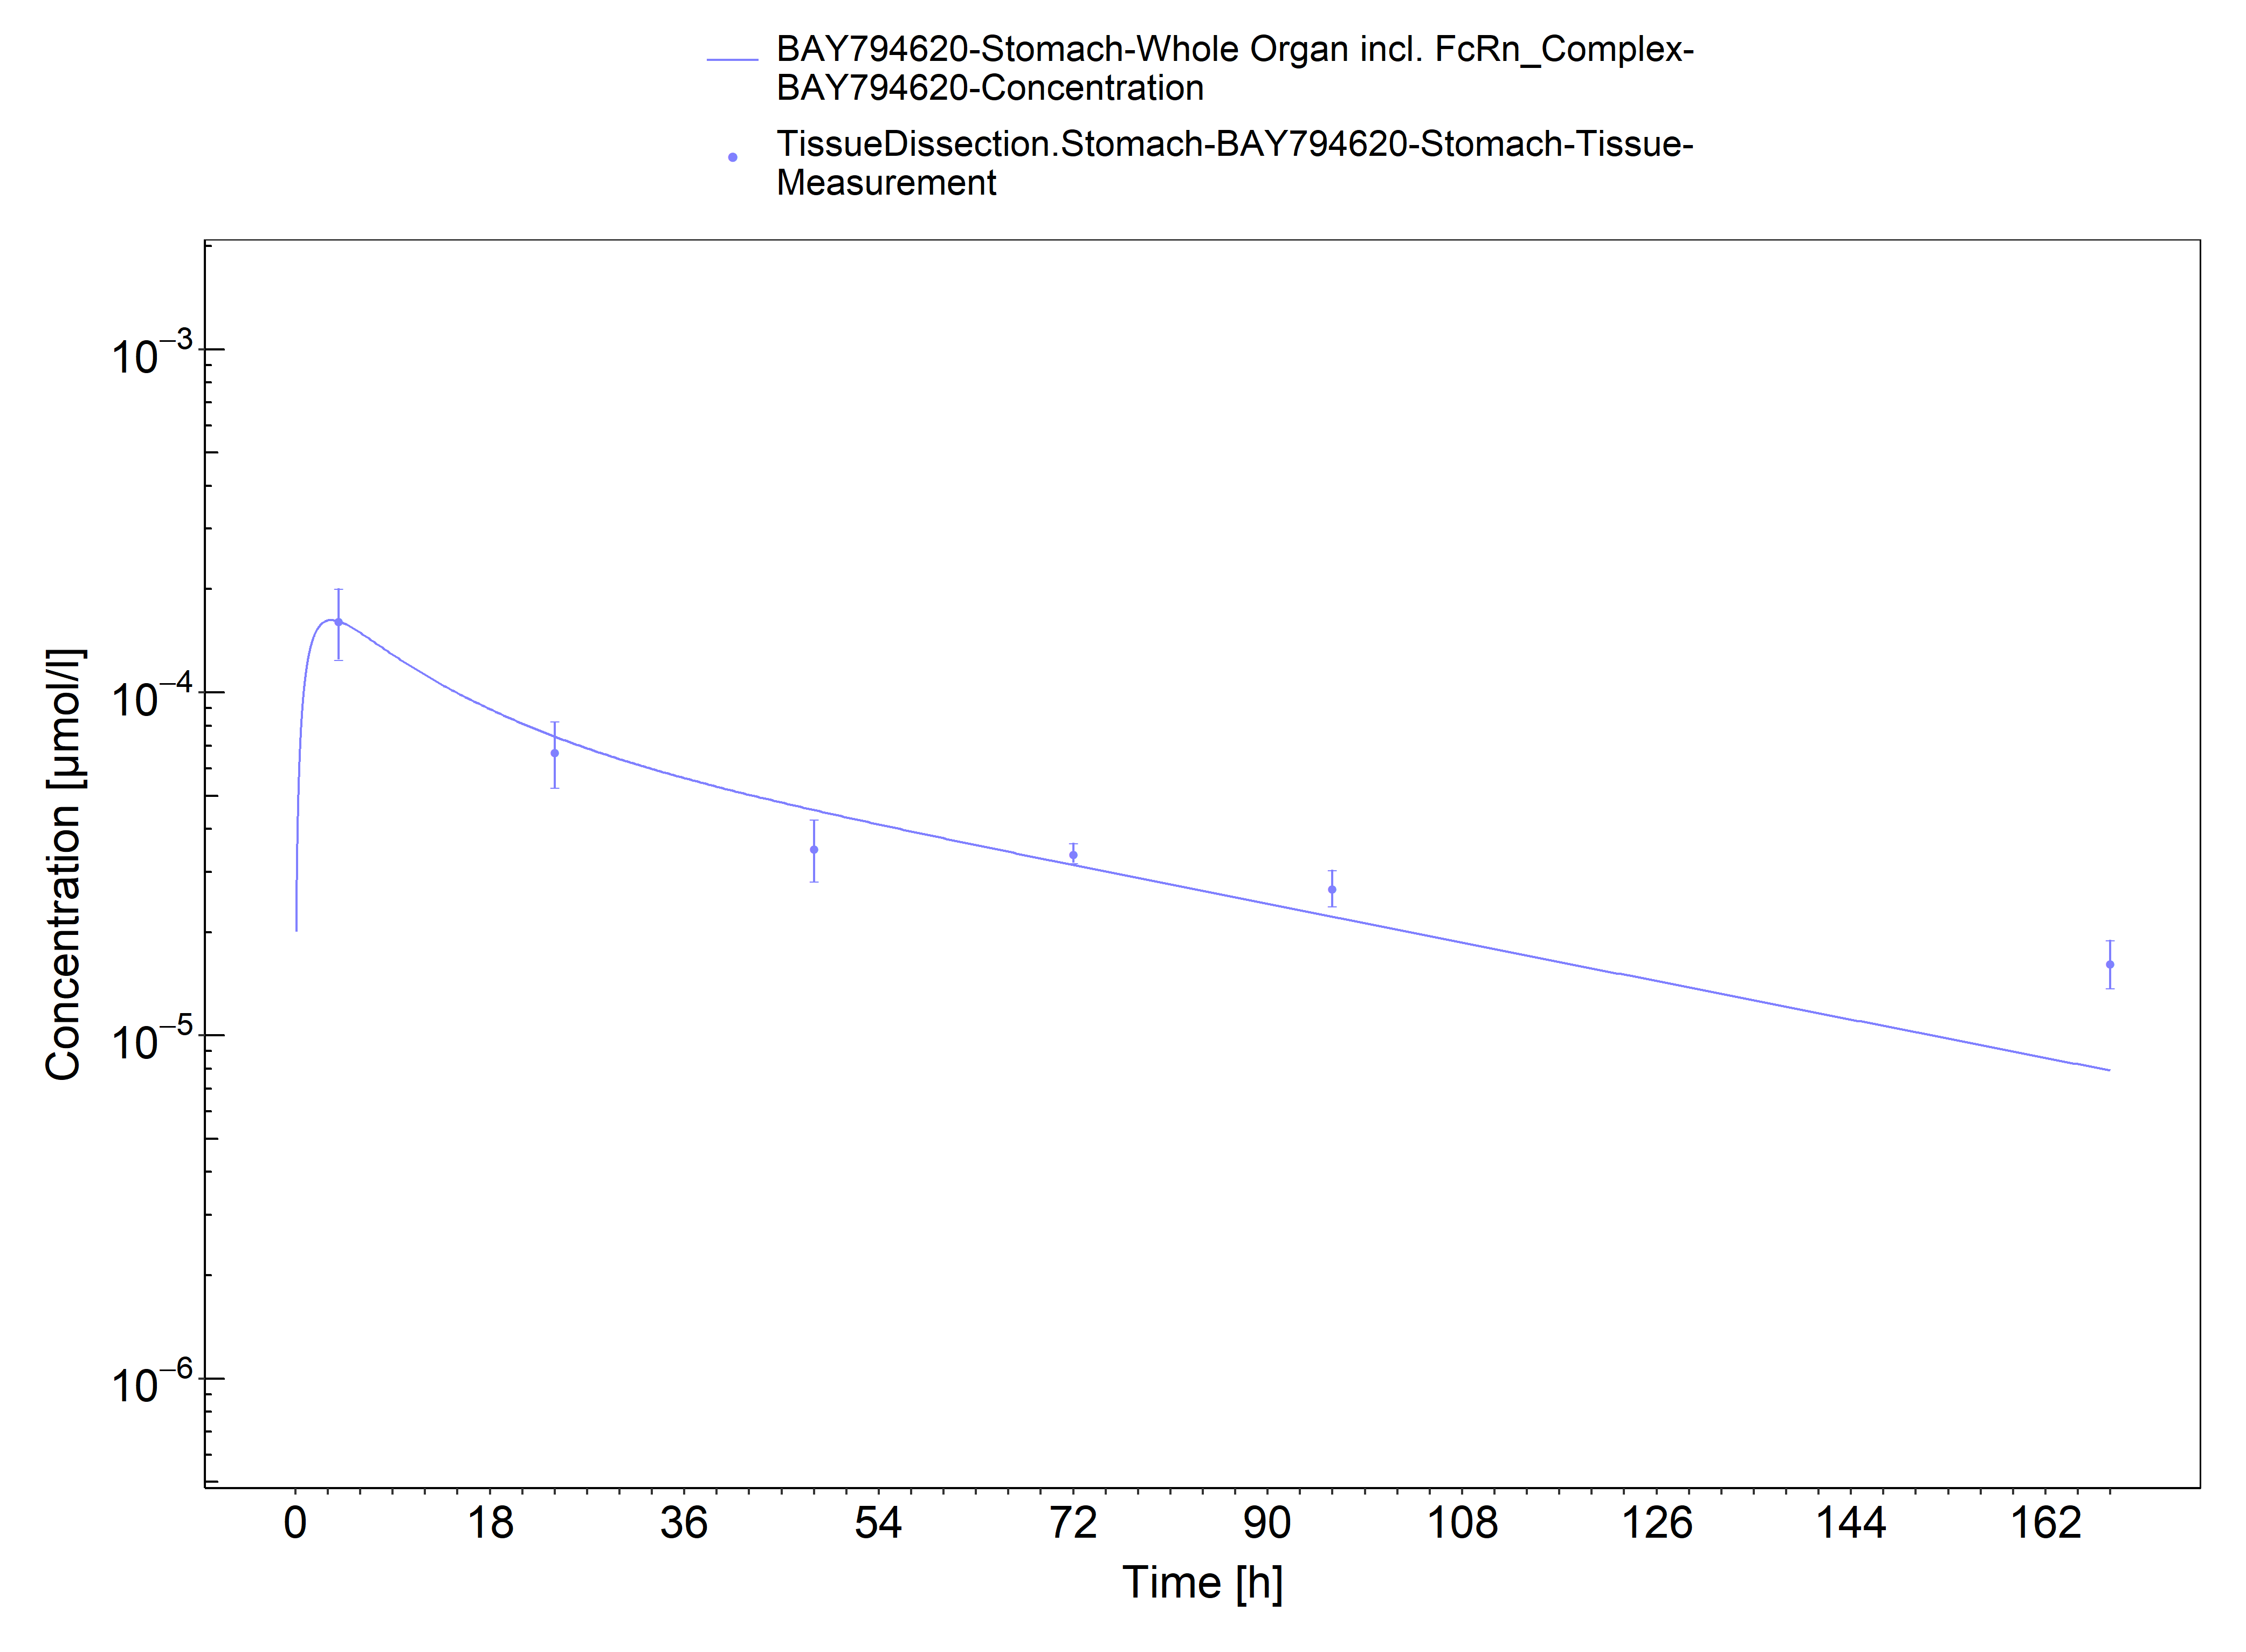 BAY794620-Stomach-Whole Organ incl. FcRn_Complex-
BAY794620-Concentration
TissueDissection.Stomach-BAY794620-Stomach-Tissue-
Measurement
Concentration [µmol/l]
10−3
10−4
10−5
10−6
0 18 36 54 72 90 108 126 144 162
Time [h]